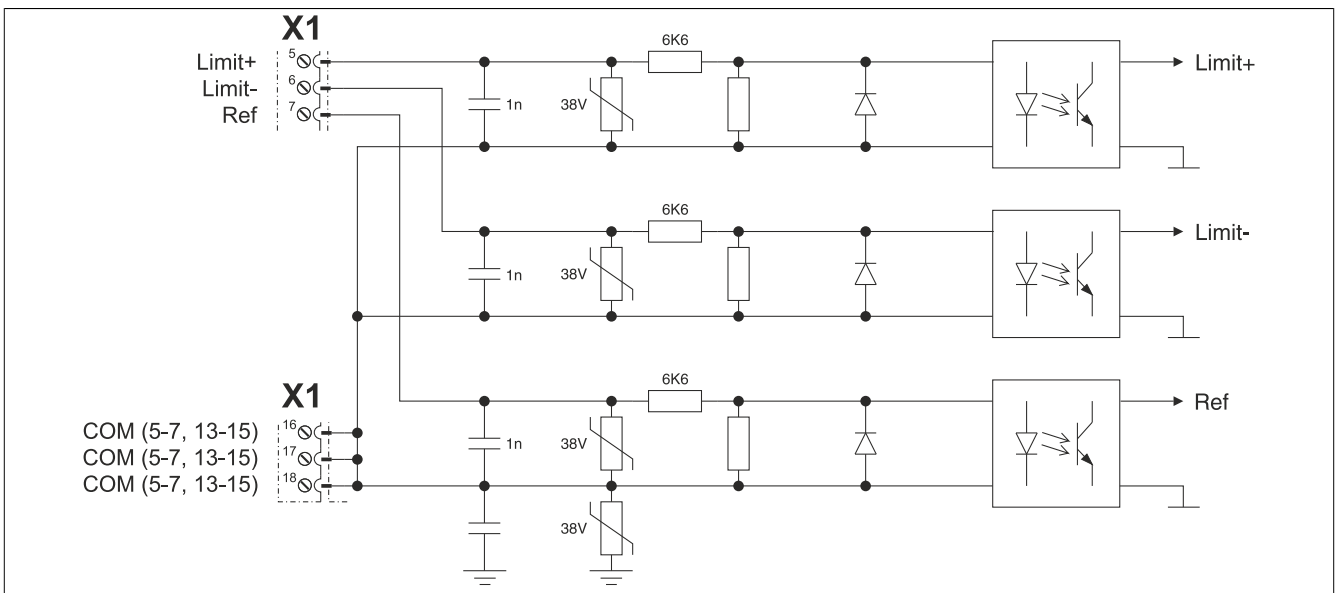 X1
Limit+ 5
Limit- 6
Ref 7
6K6
1n
38V
Limit+
6K6
1n
38V
Limit-
X1
COM (5-7, 13-15) 16
COM (5-7, 13-15) 17
COM (5-7, 13-15) 18
6K6
1n
38V
Ref
38V